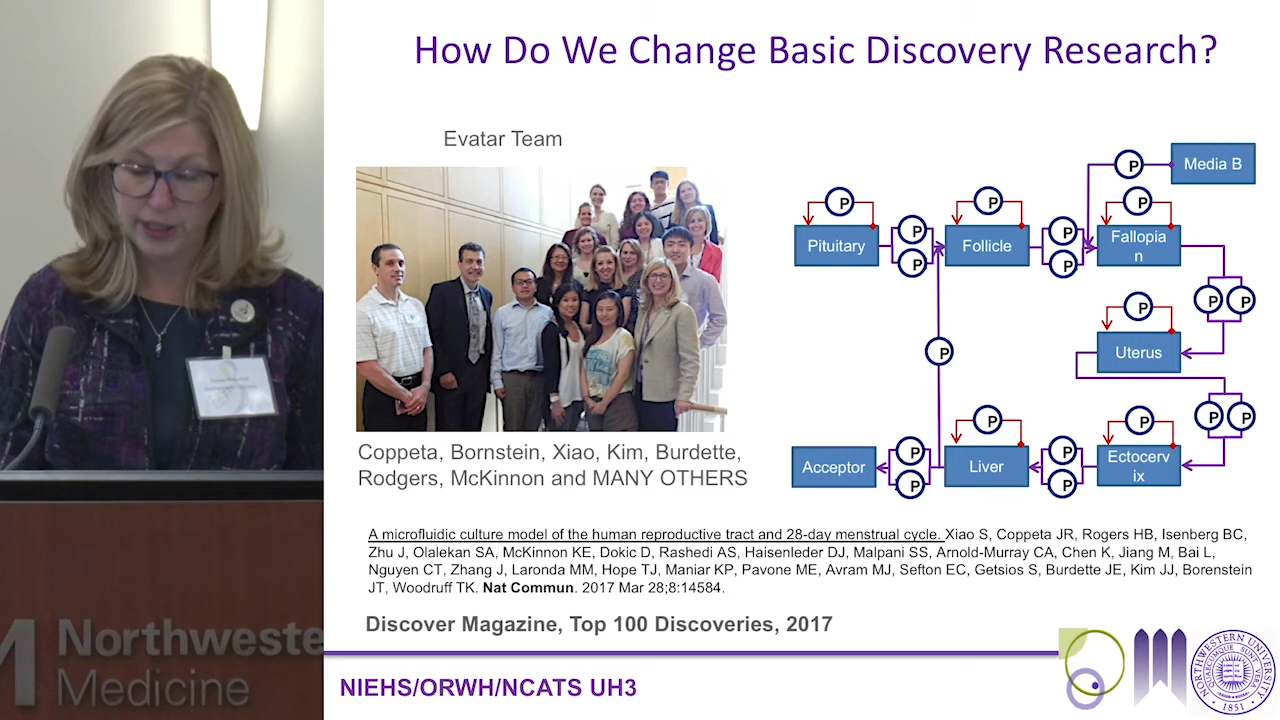 How Do We Change Basic Discovery Research?
Evatar Team
P
Media B
P
P
P
Pituitary
P
P
Follicle
P
P
Fallopia
n
P
P
P
Uterus
P
P
P
P
P
Acceptor
P
P
Liver
P
P
Ectocerv
ix
Coppeta, Bornstein, Xiao, Kim, Burdette,
Rodgers, McKinnon and MANY OTHERS
A microfluidic culture model of the human reproductive tract and 28-day menstrual cycle. Xiao S, Coppeta JR, Rogers HB, Isenberg BC,
Zhu J, Olalekan SA, McKinnon KE, Dokic D, Rashedi AS, Haisenleder DJ, Malpani SS, Arnold-Murray CA, Chen K, Jiang M, Bai L,
Nguyen CT, Zhang J, Laronda MM, Hope TJ, Maniar KP, Pavone ME, Avram MJ, Sefton EC, Getsios S, Burdette JE, Kim JJ, Borenstein
JT, Woodruff TK. Nat Commun. 2017 Mar 28;8:14584.
Discover Magazine, Top 100 Discoveries, 2017
NIEHS/ORWH/NCATS UH3
NORTHWESTERN UNIVERSITY
1851
M Northweste
Medicine